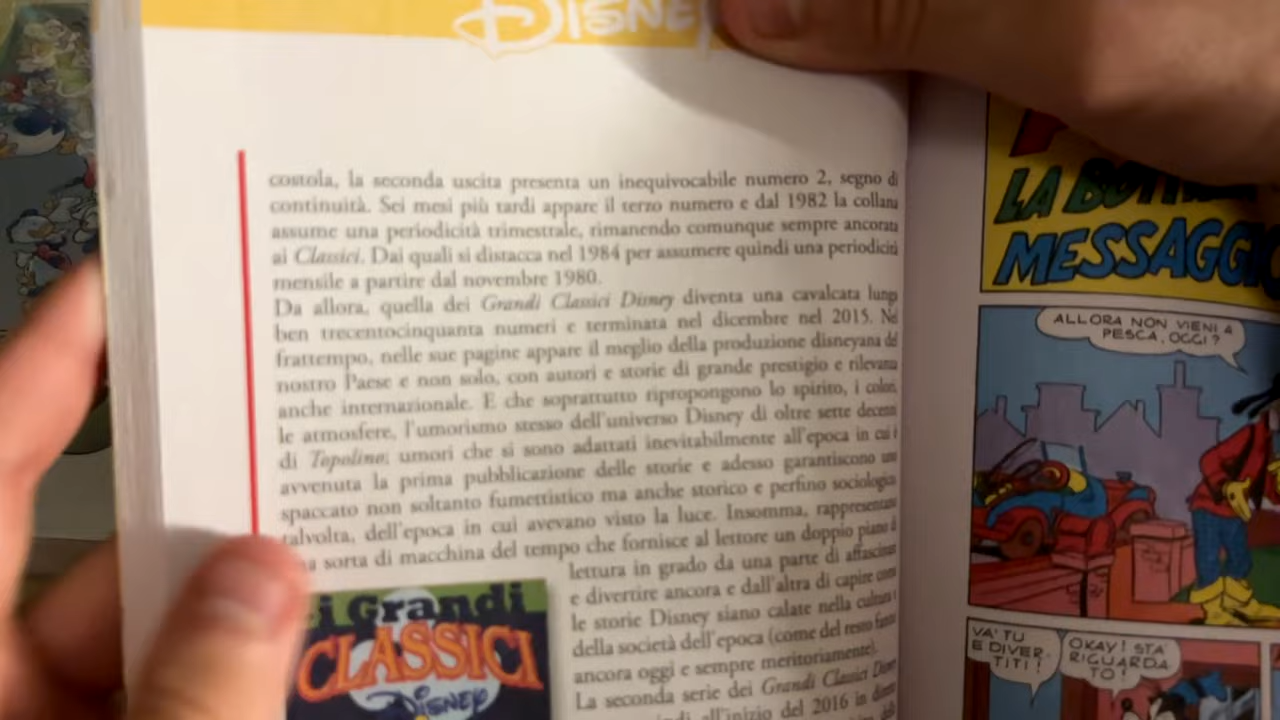 DISNEY
costola, la seconda uscita presenta un inequivocabile numero 2, segno di
continuità. Sei mesi più tardi appare il terzo numero e dal 1982 la collana
assume una periodicità trimestrale, rimanendo comunque sempre ancorata
ai Classici. Dai quali si distacca nel 1984 per assumere quindi una periodicità
mensile a partire dal novembre 1980.
Da allora, quella dei Grandi Classici Disney diventa una cavalcata lunga
ben trecentocinquanta numeri e terminata nel dicembre nel 2015. Nel
frattempo, nelle sue pagine appare il meglio della produzione disneyana del
nostro Paese e non solo, con autori e storie di grande prestigio e rilevanza
anche internazionale. E che soprattutto ripropongono lo spirito, i colori,
le atmosfere, l'umorismo stesso dell'universo Disney di oltre sette decenni
di Topolino; umori che si sono adattati inevitabilmente all'epoca in cui è
avvenuta la prima pubblicazione delle storie e adesso garantiscono uno
spaccato non soltanto fumettistico ma anche storico e perfino sociologico,
talvolta, dell'epoca in cui avevano visto la luce. Insomma, rappresentano
sorta di macchina del tempo che fornisce al lettore un doppio piano di
lettura in grado da una parte di affascinare
e divertire ancora e dall'altra di capire come
le storie Disney siano calate nella cultura e
della società dell'epoca (come del resto fanno
ancora oggi e sempre meritoriamente).
La seconda serie dei Grandi Classici Disney
all'inizio del 2016 in
i Grandi
CLASSICI
DISNEY
LA
MESSAGGIO
ALLORA NON VIENI A
PESCA, OGGI?
VA' TU
E DIVER-
TITI!
OKAY! STA
RIGUARDA-
TO!